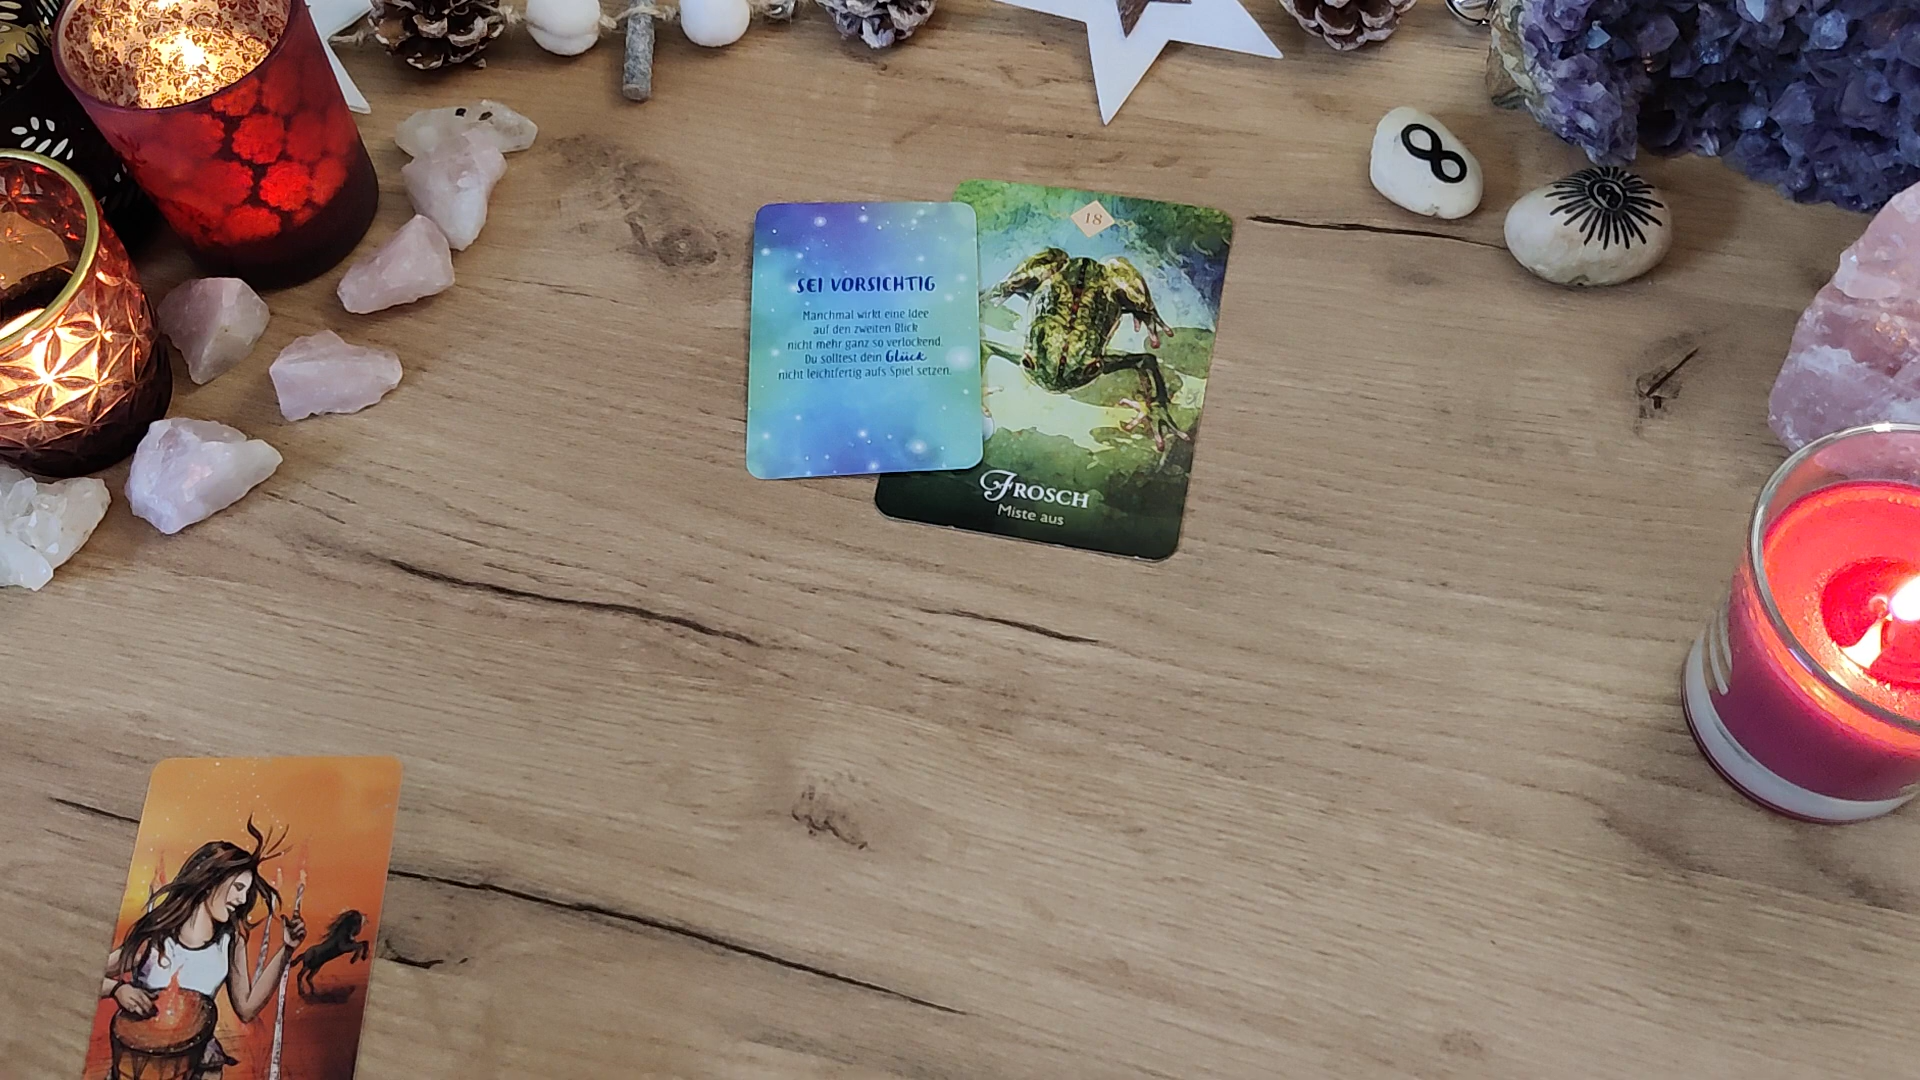 SEI VORSICHTIG
Manchmal wirkt eine Idee
auf den zweiten Blick
nicht mehr ganz so verlockend.
Du solltest dein Glück
nicht leichtfertig aufs Spiel setzen.
18
FROSCH
Miste aus